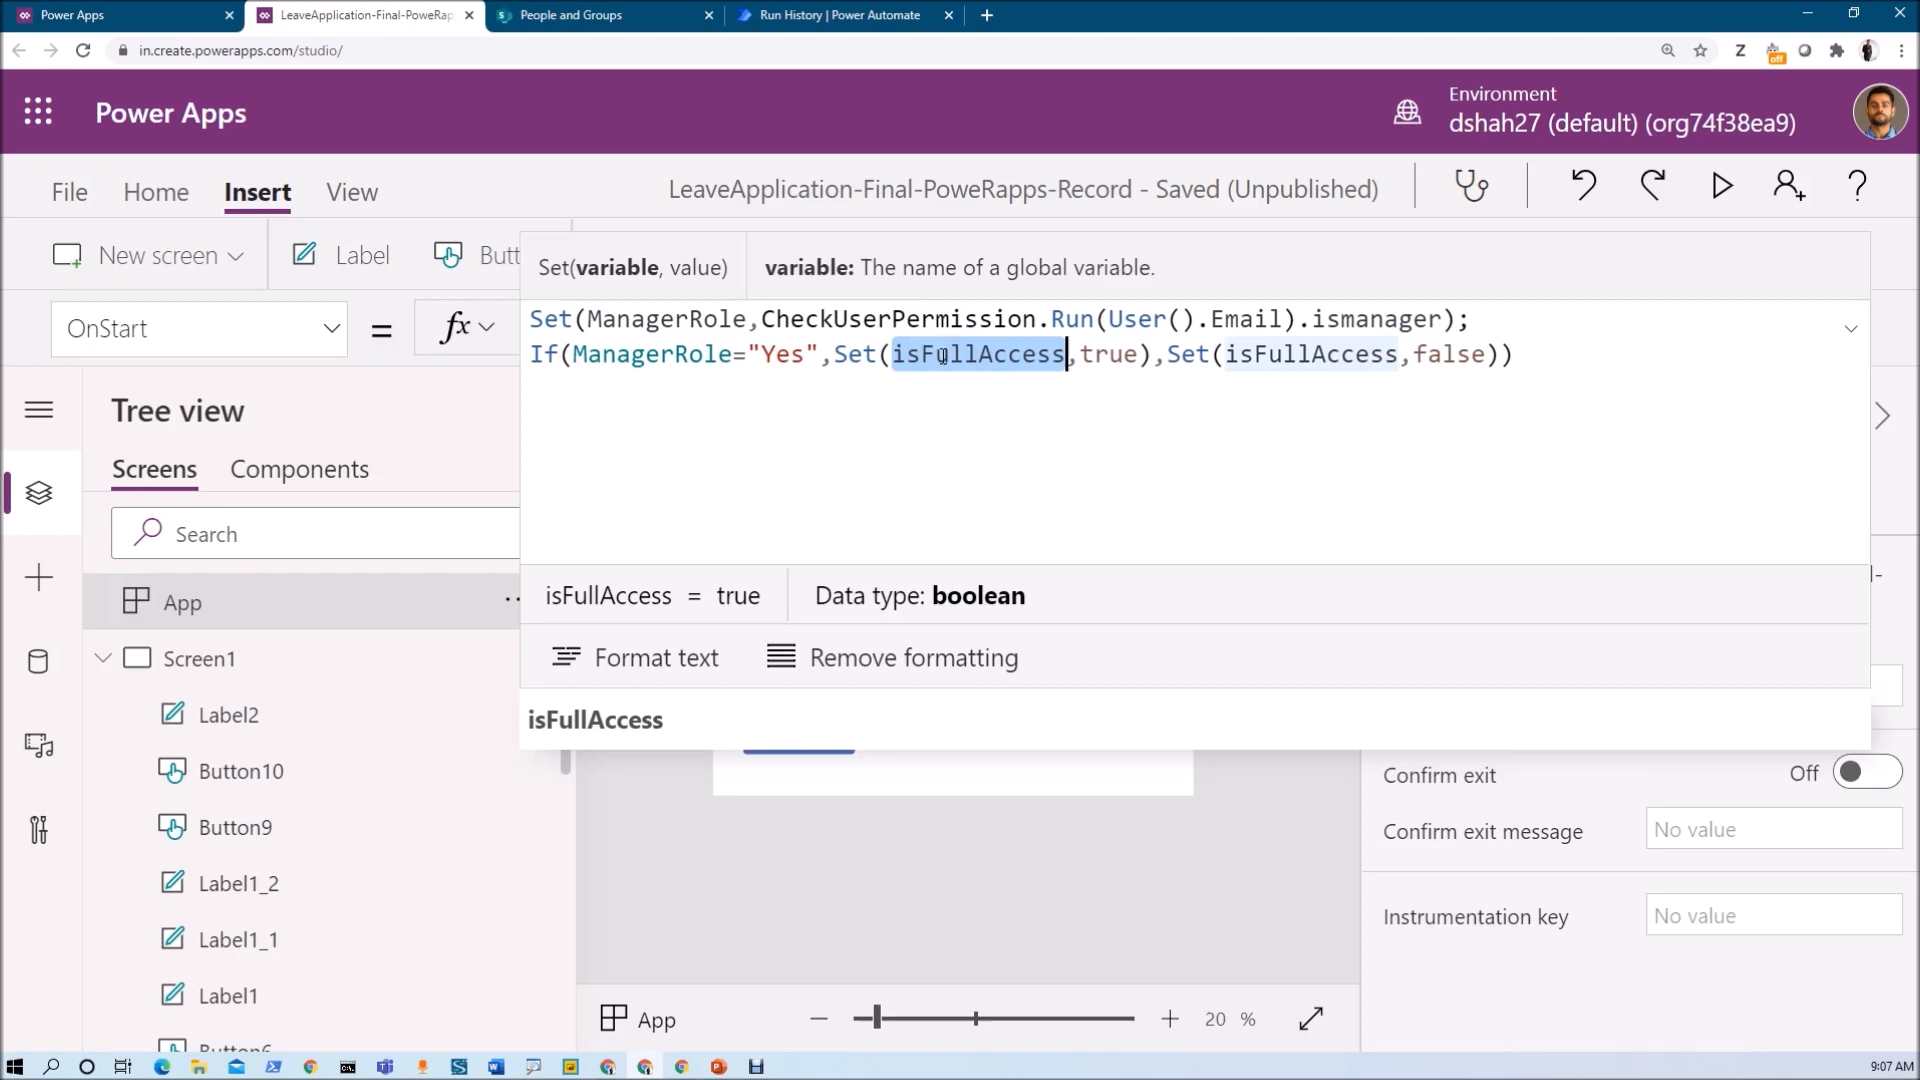 Power Apps
LeaveApplication-Final-PoweRap
People and Groups
Run History | Power Automate
in.create.powerapps.com/studio/
Z
off
Power Apps
Environment
dshah27 (default) (org74f38ea9)
File
Home
Insert
View
LeaveApplication-Final-PoweRapps-Record - Saved (Unpublished)
New screen
Label
Butt
Set(variable, value)
variable: The name of a global variable.
OnStart
=
fx
Set(ManagerRole,CheckUserPermission.Run(User().Email).ismanager);
If(ManagerRole="Yes",Set(isFullAccess,true),Set(isFullAccess,false))
Tree view
Screens
Components
Search
App
isFullAccess = true
Data type: boolean
Format text
Remove formatting
isFullAccess
Screen1
Label2
Button10
Button9
Label1_2
Label1_1
Label1
Button6
Confirm exit
Off
Confirm exit message
No value
Instrumentation key
No value
App
20 %
9:07 AM